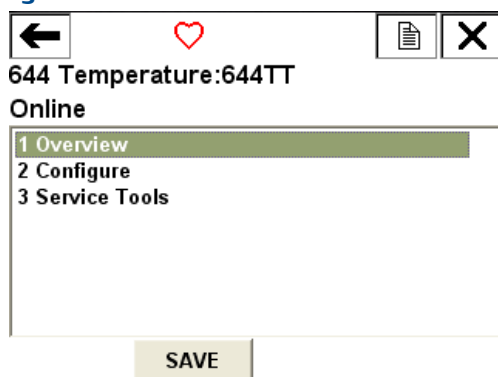 644 Temperature:644TT
Online
1 Overview
2 Configure
3 Service Tools
SAVE